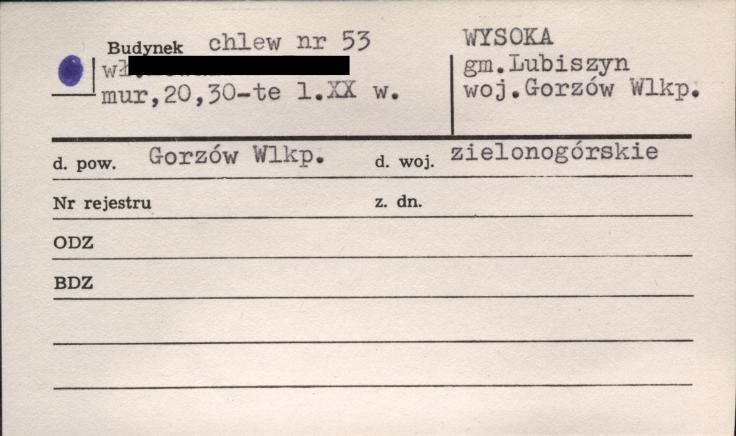 Budynek chlew nr 53
wł.
mur,20,30-te l.XX w.
WYSOKA
gm.Lubiszyn
woj.Gorzów Wlkp.
d. pow. Gorzów Wlkp. d. woj. zielonogórskie
Nr rejestru z. dn.
ODZ
BDZ